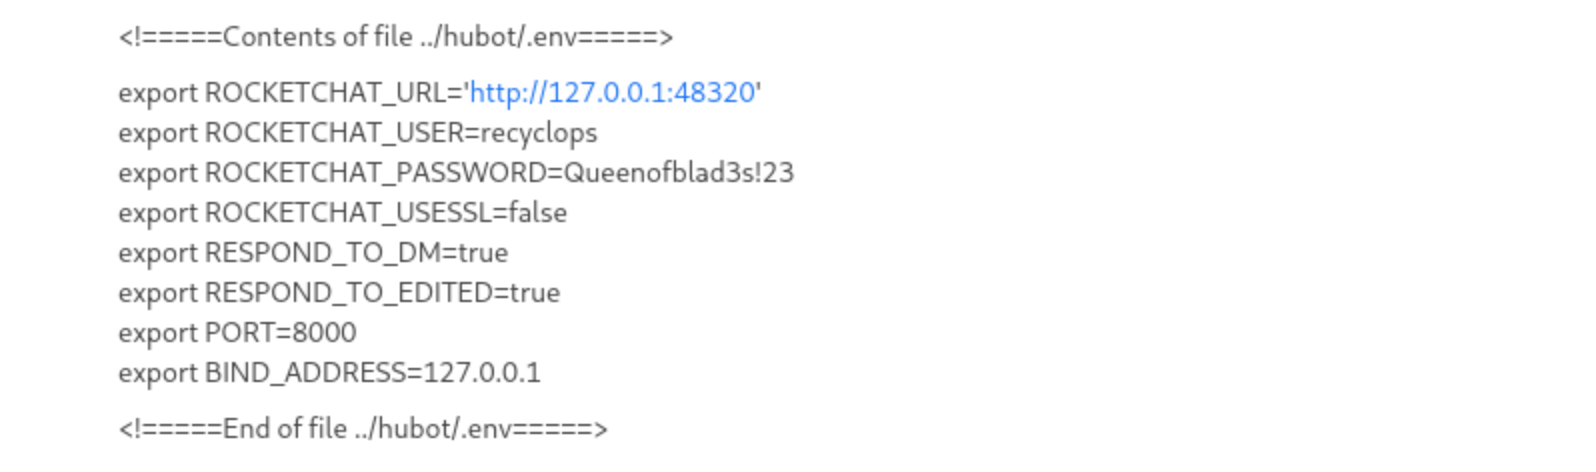 <!=====Contents of file ../hubot/.env=====>
export ROCKETCHAT_URL='http://127.0.0.1:48320'
export ROCKETCHAT_USER=recyclops
export ROCKETCHAT_PASSWORD=Queenofblad3s!23
export ROCKETCHAT_USESSL=false
export RESPOND_TO_DM=true
export RESPOND_TO_EDITED=true
export PORT=8000
export BIND_ADDRESS=127.0.0.1
<!=====End of file ../hubot/.env=====>